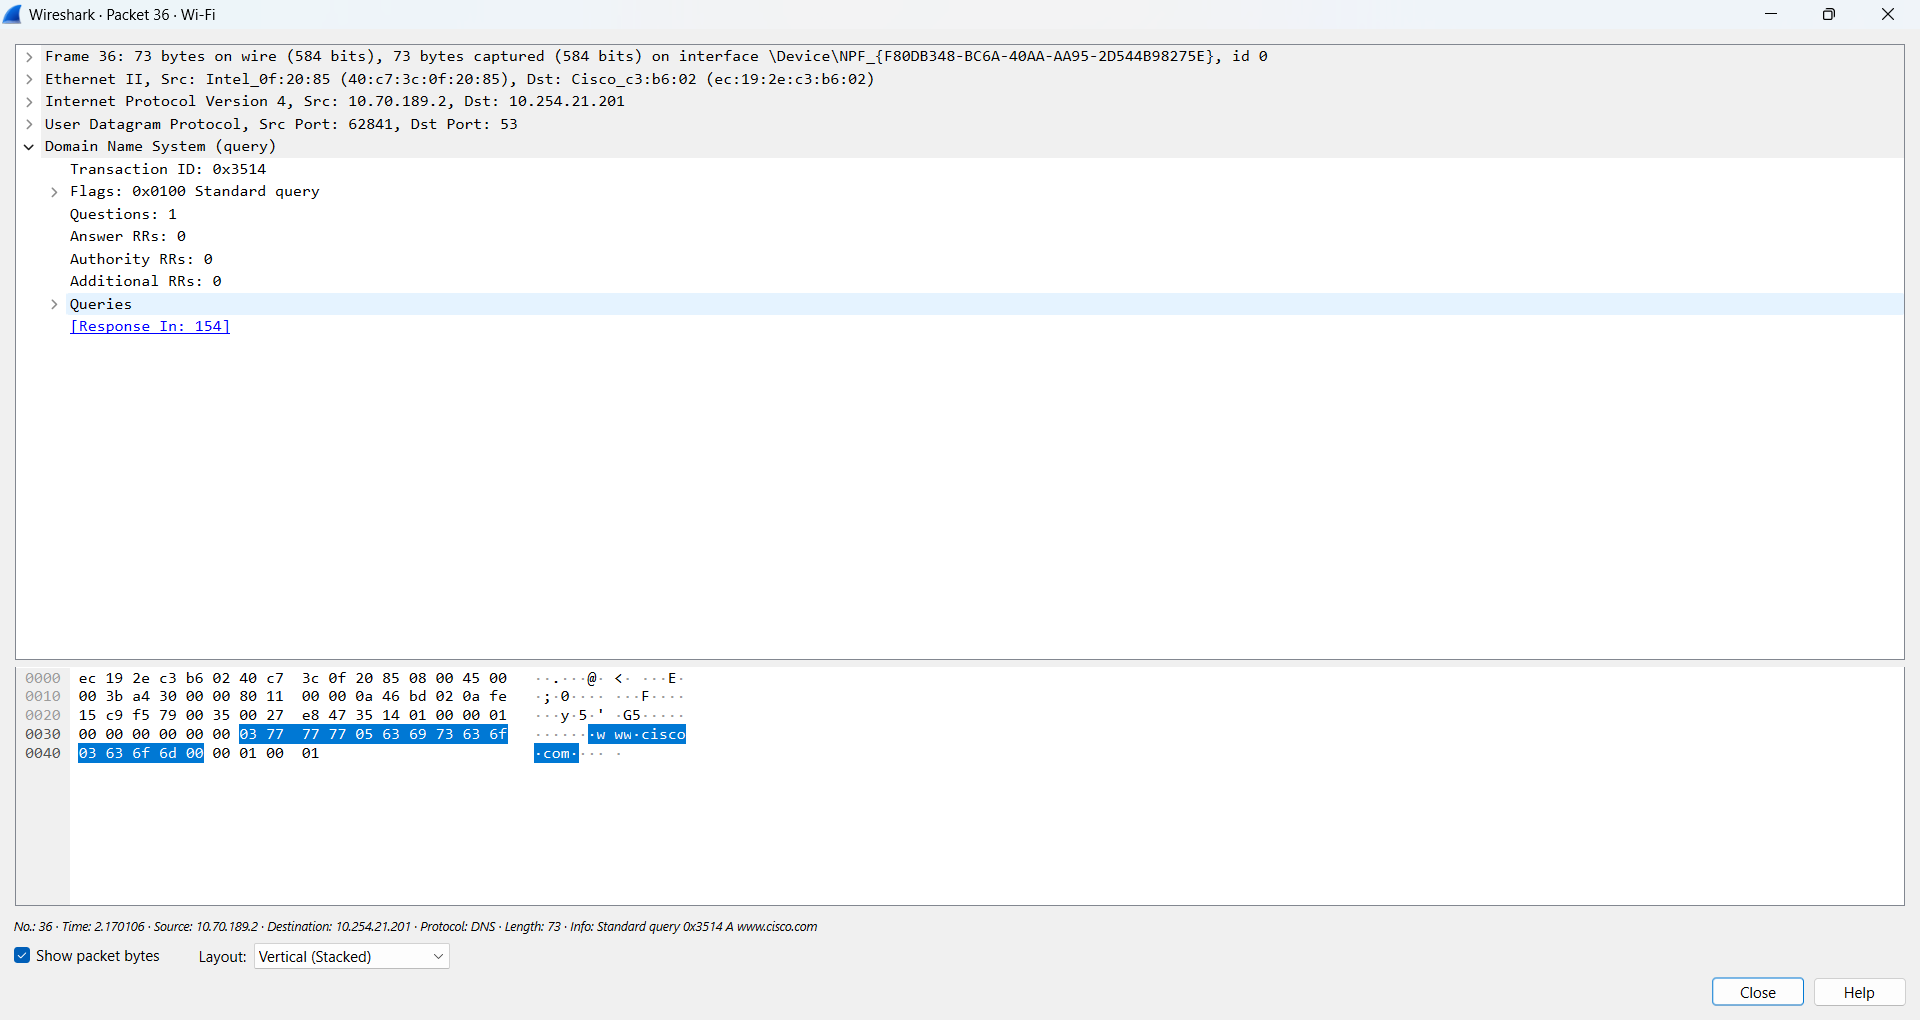 Wireshark · Packet 36 · Wi-Fi
Frame 36: 73 bytes on wire (584 bits), 73 bytes captured (584 bits) on interface \Device\NPF_{F80DB348-BC6A-40AA-AA95-2D544B98275E}, id 0
Ethernet II, Src: Intel_0f:20:85 (40:c7:3c:0f:20:85), Dst: Cisco_c3:b6:02 (ec:19:2e:c3:b6:02)
Internet Protocol Version 4, Src: 10.70.189.2, Dst: 10.254.21.201
User Datagram Protocol, Src Port: 62841, Dst Port: 53
Domain Name System (query)
Transaction ID: 0x3514
Flags: 0x0100 Standard query
Questions: 1
Answer RRs: 0
Authority RRs: 0
Additional RRs: 0
Queries
[Response In: 154]
0000 ec 19 2e c3 b6 02 40 c7 3c 0f 20 85 08 00 45 00 ··.···@· <· ···E·
0010 00 3b a4 30 00 00 80 11 00 00 0a 46 bd 02 0a fe ·;·0···· ···F····
0020 15 c9 f5 79 00 35 00 27 e8 47 35 14 01 00 00 01 ···y·5·' ·G5·····
0030 00 00 00 00 00 00 03 77 77 77 05 63 69 73 63 6f ·······w ww·cisco
0040 03 63 6f 6d 00 00 01 00 01 ·com···· ·
No.: 36 · Time: 2.170106 · Source: 10.70.189.2 · Destination: 10.254.21.201 · Protocol: DNS · Length: 73 · Info: Standard query 0x3514 A www.cisco.com
Show packet bytes Layout: Vertical (Stacked)
Close Help